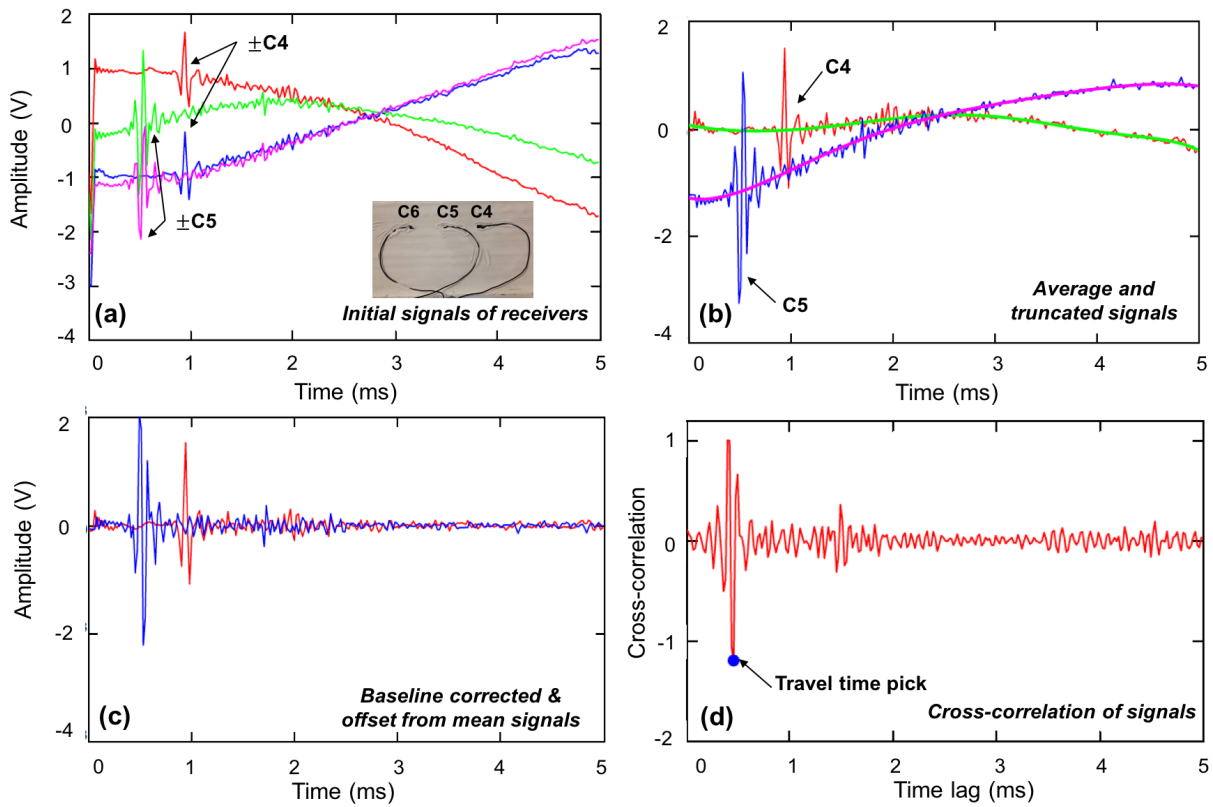 2
1
0
-1
-2
-3
-4
Amplitude (V)
±C4
±C5
C6 C5 C4
(a)
Initial signals of receivers
0 1 2 3 4 5
Time (ms)
2
0
-2
-4
C4
C5
(b)
Average and
truncated signals
0 1 2 3 4 5
Time (ms)
2
0
-2
-4
Amplitude (V)
(c)
Baseline corrected &
offset from mean signals
0 1 2 3 4 5
Time (ms)
1
0
-1
-2
Cross-correlation
Travel time pick
(d)
Cross-correlation of signals
0 1 2 3 4 5
Time lag (ms)